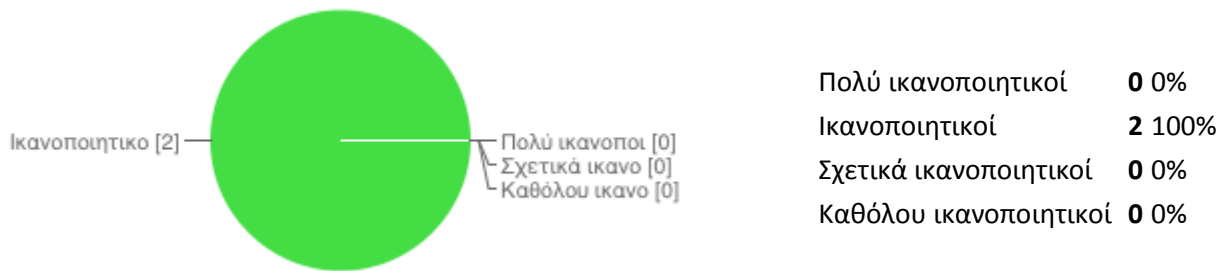 Ικανοποιητικο [2]
Πολύ ικανοποι [0]
Σχετικά ικανο [0]
Καθόλου ικανο [0]
Πολύ ικανοποιητικοί 0 0%
Ικανοποιητικοί 2 100%
Σχετικά ικανοποιητικοί 0 0%
Καθόλου ικανοποιητικοί 0 0%